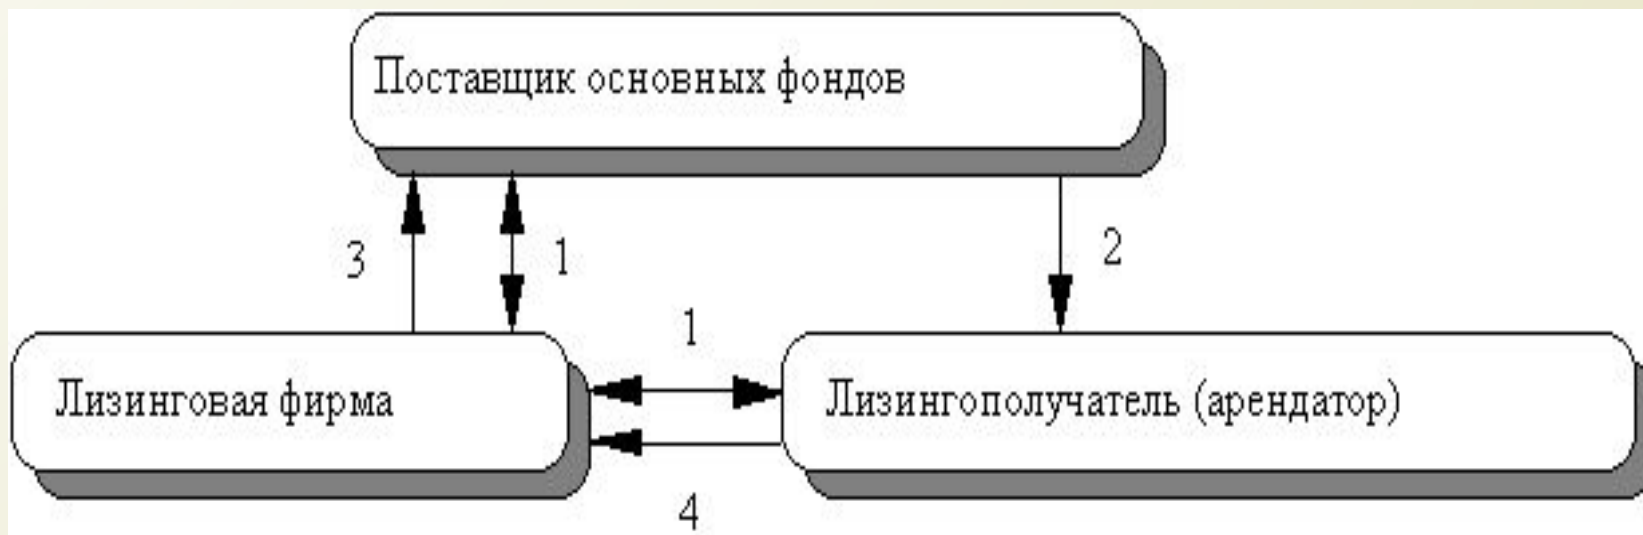 Поставщик основных фондов
3
1
2
1
Лизинговая фирма
Лизингополучатель (арендатор)
4